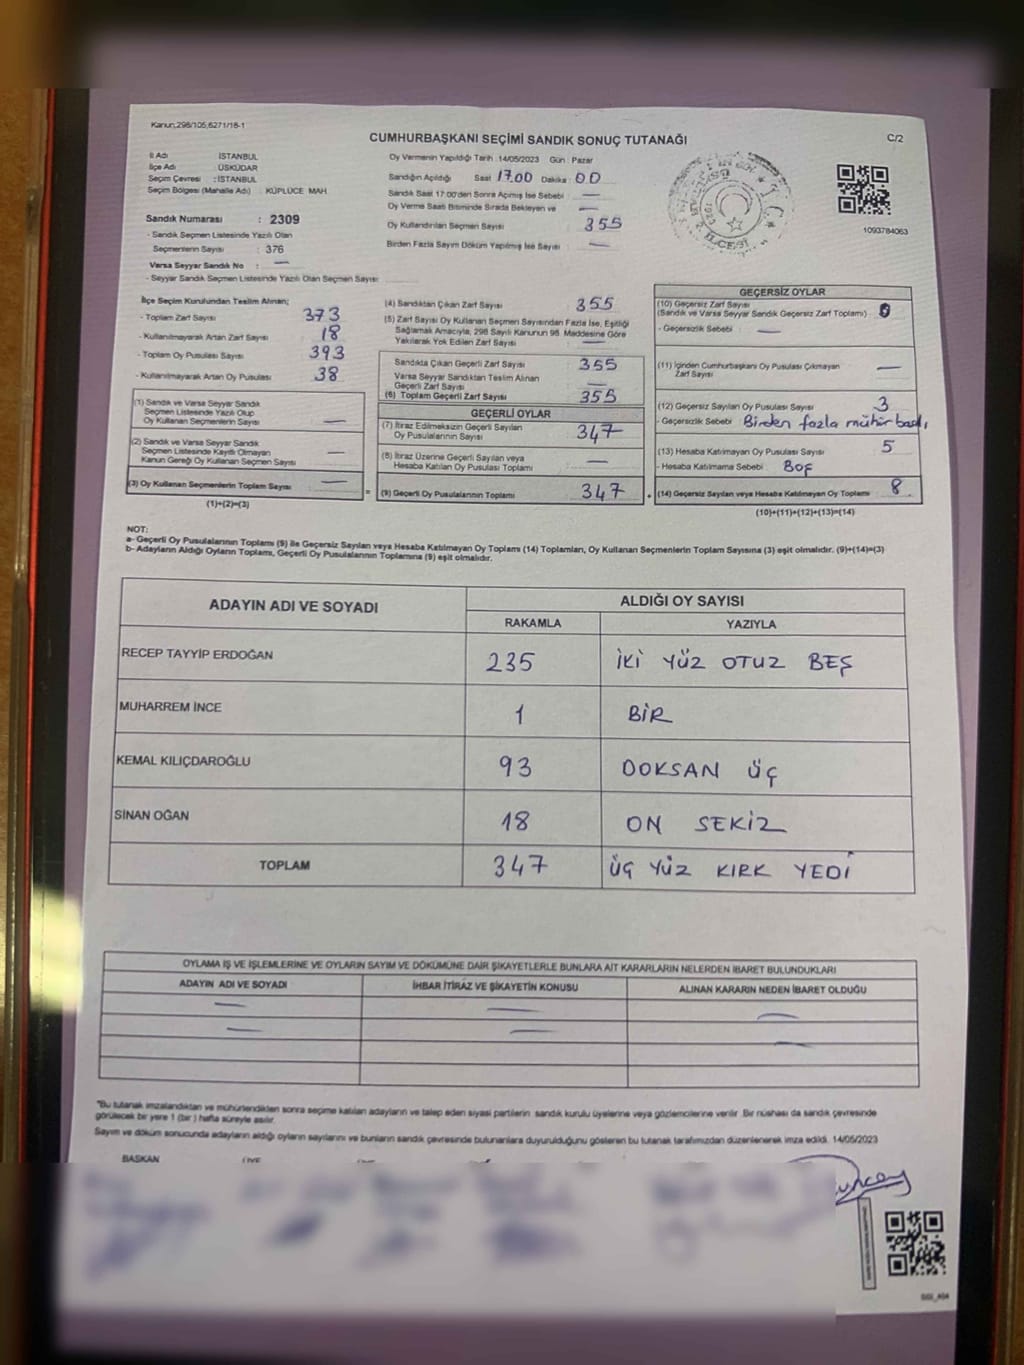 Kanun;298/105,6271/18-1
CUMHURBAŞKANI SEÇİMİ SANDIK SONUÇ TUTANAĞI
C/2
İl Adı İSTANBUL
İlçe Adı : ÜSKÜDAR
Seçim Çevresi : İSTANBUL
Seçim Bölgesi (Mahalle Adı) : KÜPLÜCE MAH.
Sandık Numarası : 2309
- Sandık Seçmen Listesinde Yazılı Olan
Seçmenlerin Sayısı : 376
Varsa Seyyar Sandık No : —
- Seyyar Sandık Seçmen Listesinde Yazılı Olan Seçmen Sayısı :
Oy Vermenin Yapıldığı Tarih :14/05/2023 Gün : Pazar
Sandığın Açıldığı Saat :17.00 Dakika : 00
Sandık Saat 17:00'den Sonra Açılmış İse Sebebi : —
Oy Verme Saati Bitiminde Sırada Bekleyen ve : —
Oy Kullandırılan Seçmen Sayısı : 355
Birden Fazla Sayım Döküm Yapılmış İse Sayısı : —
1093784063
İlçe Seçim Kurulundan Teslim Alınan;
- Toplam Zarf Sayısı : 373
- Kullanılmayarak Artan Zarf Sayısı : 18
- Toplam Oy Pusulası Sayısı : 393
- Kullanılmayarak Artan Oy Pusulası : 38
(1) Sandık ve Varsa Seyyar Sandık
Seçmen Listesinde Yazılı Olup
Oy Kullanan Seçmenlerin Sayısı : —
(2) Sandık ve Varsa Seyyar Sandık
Seçmen Listesinde Kayıtlı Olmayan
Kanun Gereği Oy Kullanan Seçmen Sayısı : —
(3) Oy Kullanan Seçmenlerin Toplam Sayısı : —
(1)+(2)=(3)
(4) Sandıktan Çıkan Zarf Sayısı : 355
(5) Zarf Sayısı Oy Kullanan Seçmen Sayısından Fazla İse, Eşitliği
Sağlamak Amacıyla, 298 Sayılı Kanunun 98. Maddesine Göre
Yakılarak Yok Edilen Zarf Sayısı : —
Sandıkta Çıkan Geçerli Zarf Sayısı : 355
Varsa Seyyar Sandıktan Teslim Alınan
Geçerli Zarf Sayısı : —
(6) Toplam Geçerli Zarf Sayısı : 355
GEÇERLİ OYLAR
(7) İtiraz Edilmeksizin Geçerli Sayılan
Oy Pusulalarının Sayısı : 347
(8) İtiraz Üzerine Geçerli Sayılan veya
Hesaba Katılan Oy Pusulası Toplamı : —
= (9) Geçerli Oy Pusulalarının Toplamı : 347 +
GEÇERSİZ OYLAR
(10) Geçersiz Zarf Sayısı : 0
(Sandık ve Varsa Seyyar Sandık Geçersiz Zarf Toplamı)
- Geçersizlik Sebebi : —
(11) İçinden Cumhurbaşkanı Oy Pusulası Çıkmayan
Zarf Sayısı : —
(12) Geçersiz Sayılan Oy Pusulası Sayısı : 3
- Geçersizlik Sebebi : Birden fazla mühür
(13) Hesaba Katılmayan Oy Pusulası Sayısı : 5
- Hesaba Katılmama Sebebi : Boş
(14) Geçersiz Sayılan veya Hesaba Katılmayan Oy Toplamı : 8
(10)+(11)+(12)+(13)=(14)
NOT:
a- Geçerli Oy Pusulalarının Toplamı (9) ile Geçersiz Sayılan veya Hesaba Katılmayan Oy Toplamı (14) Toplamları, Oy Kullanan Seçmenlerin Toplam Sayısına (3) eşit olmalıdır. (9)+(14)=(3)
b- Adayların Aldığı Oyların Toplamı, Geçerli Oy Pusulalarının Toplamına (9) eşit olmalıdır.
ADAYIN ADI VE SOYADI ALDIĞI OY SAYISI
RAKAMLA YAZIYLA
RECEP TAYYİP ERDOĞAN 235 İKİ YÜZ OTUZ BEŞ
MUHARREM İNCE 1 BİR
KEMAL KILIÇDAROĞLU 93 DOKSAN ÜÇ
SİNAN OĞAN 18 ON SEKİZ
TOPLAM 347 ÜÇ YÜZ KIRK YEDİ
OYLAMA İŞ VE İŞLEMLERİNE VE OYLARIN SAYIM VE DÖKÜMÜNE DAİR ŞİKAYETLERLE BUNLARA AİT KARARLARIN NELERDEN İBARET BULUNDUKLARI
ADAYIN ADI VE SOYADI İHBAR İTİRAZ VE ŞİKAYETİN KONUSU ALINAN KARARIN NEDEN İBARET OLDUĞU
— — —
— — —
*Bu tutanak imzalandıktan ve mühürlendikten sonra seçime katılan adayların ve talep eden siyasi partilerin sandık kurulu üyelerine veya gözlemcilerine verilir. Bir nüshası da sandık çevresinde
görülecek bir yere 1 (bir) hafta süreyle asılır.
Sayım ve döküm sonucunda adayların aldığı oyların sayılarını ve bunların sandık çevresinde bulunanlara duyurulduğunu gösteren bu tutanak tarafımızdan düzenlenerek imza edildi. 14/05/2023
BAŞKAN ÜYE